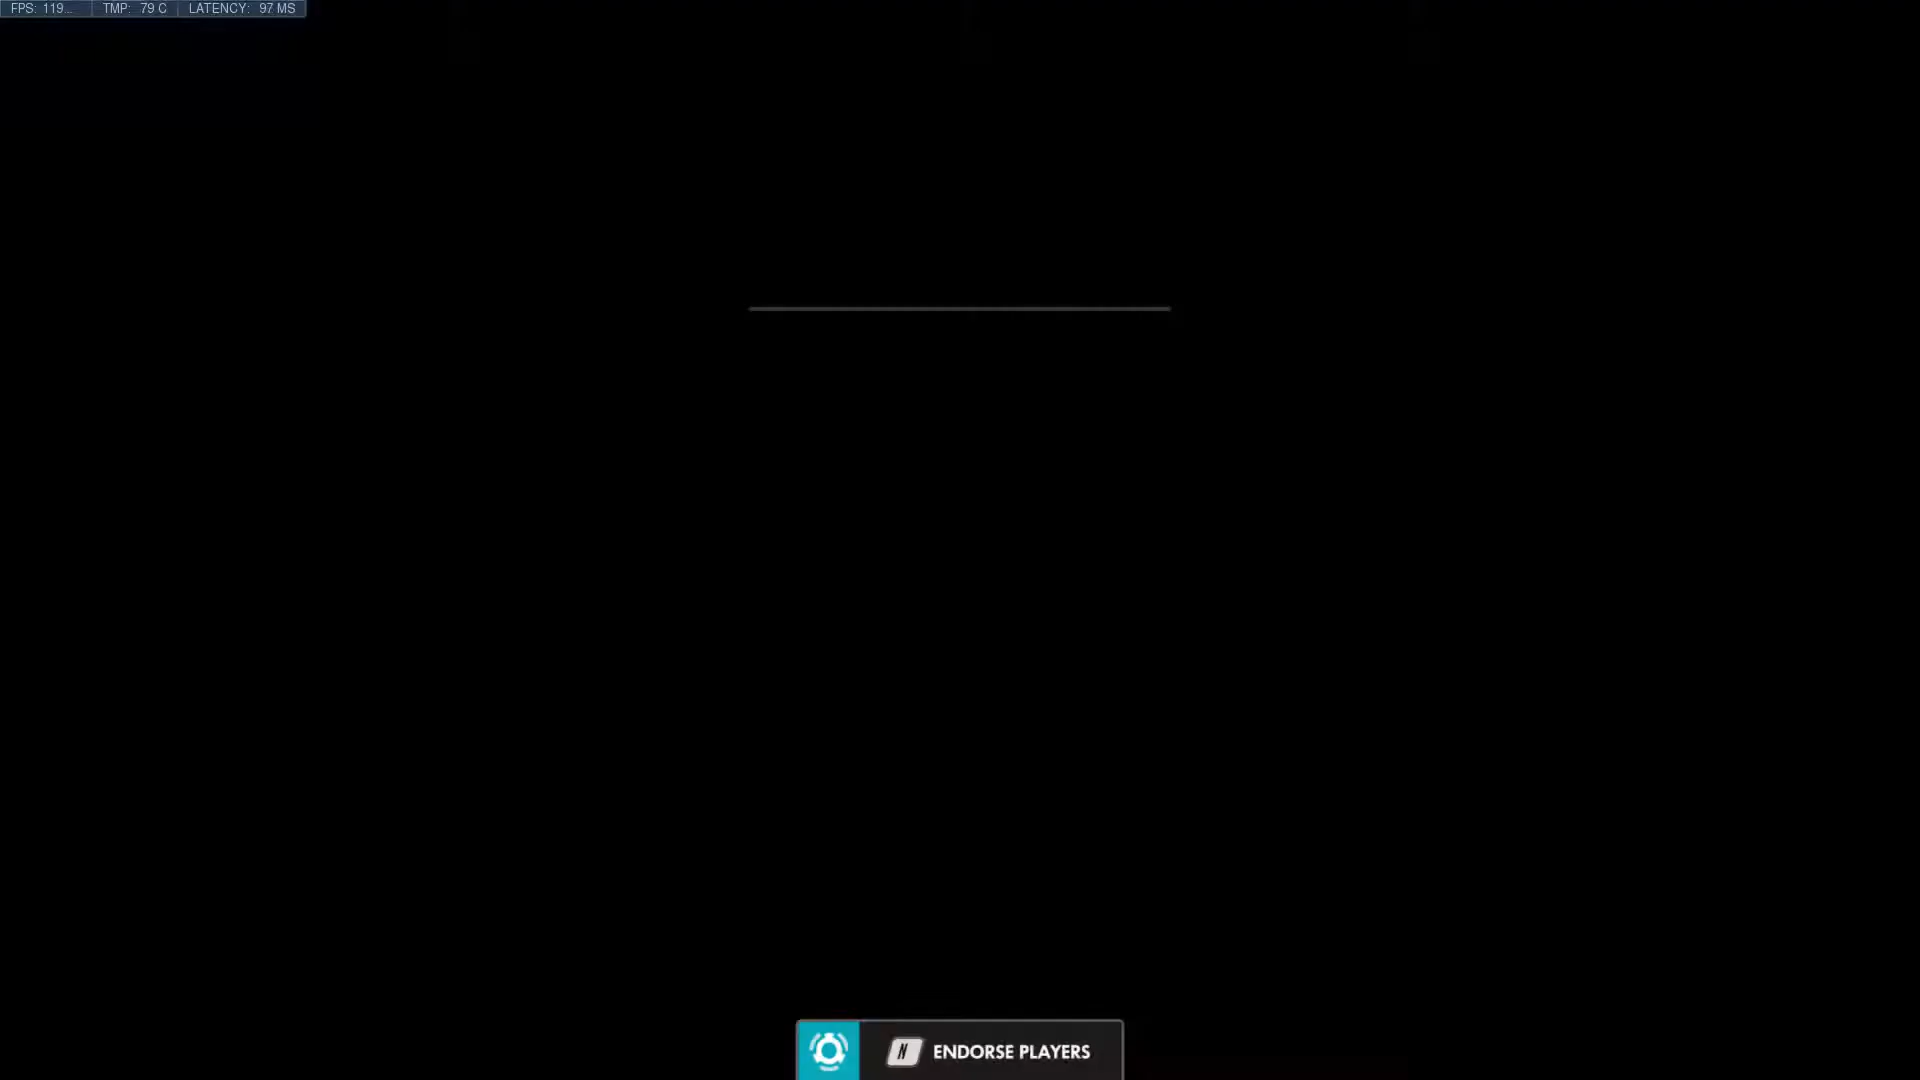 FPS: 119... TMP: 79 C LATENCY: 97 MS
N ENDORSE PLAYERS